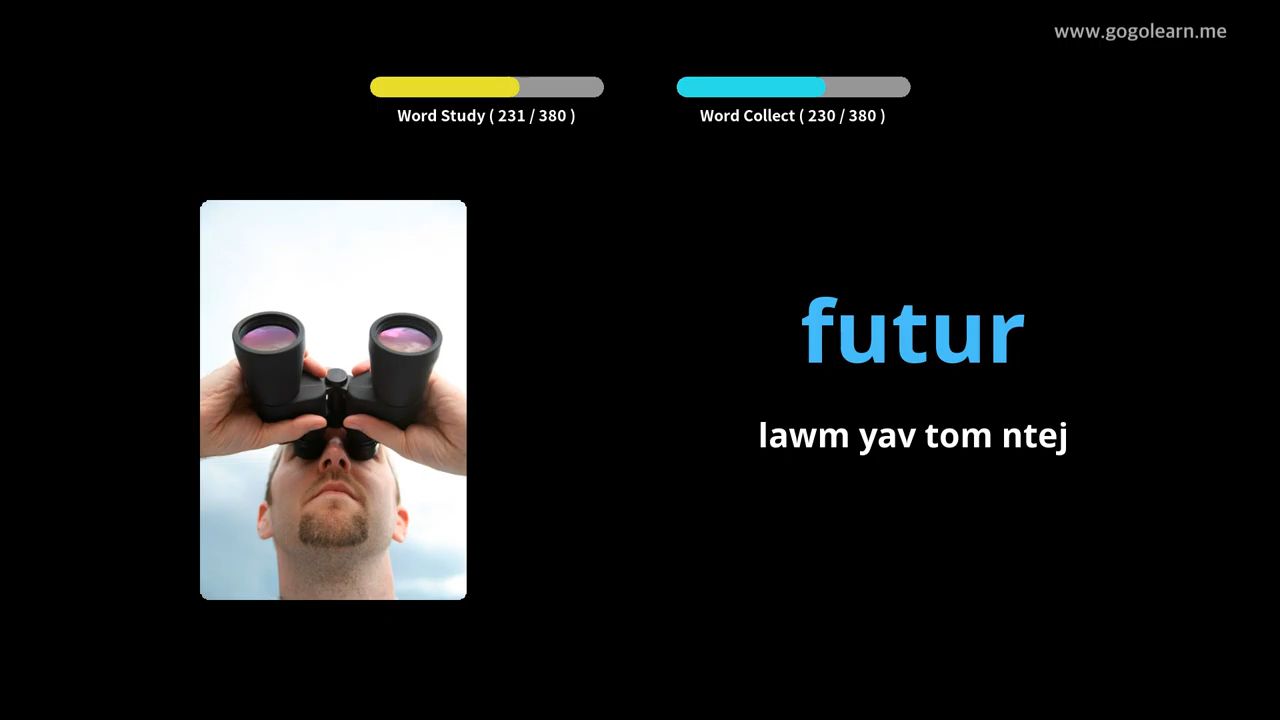 www.gogolearn.me
Word Study ( 231 / 380 )
Word Collect ( 230 / 380 )
futur
lawm yav tom ntej